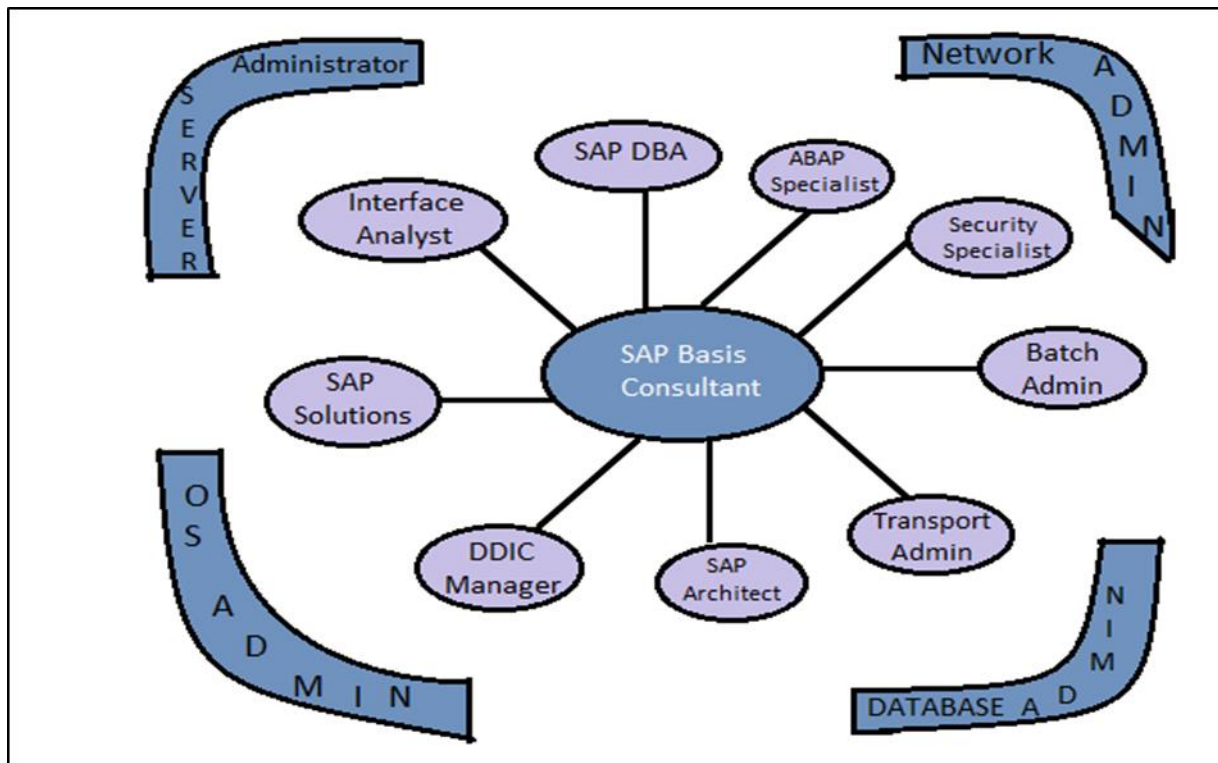 SERVER Administrator
Network ADMIN
SAP DBA
ABAP
Specialist
Interface
Analyst
Security
Specialist
SAP Basis
Consultant
Batch
Admin
SAP
Solutions
Transport
Admin
DDIC
Manager
SAP
Architect
OS ADMIN
DATABASE ADMIN